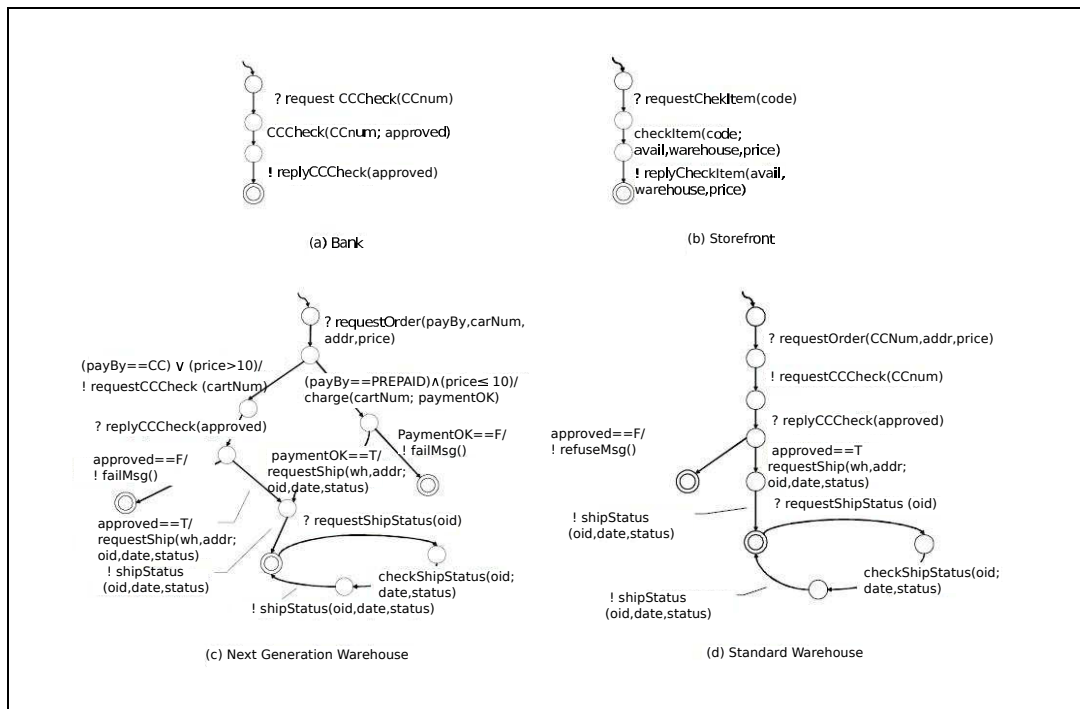 ? request CCCheck(CCnum)
CCCheck(CCnum; approved)
! replyCCCheck(approved)
(a) Bank
? requestChekItem(code)
checkItem(code;
avail,warehouse,price)
! replyCheckItem(avail,
warehouse,price)
(b) Storefront
? requestOrder(payBy,carNum,
addr,price)
(payBy==CC) ∨ (price>10)/
! requestCCCheck (cartNum)
(payBy==PREPAID)∧(price≤ 10)/
charge(cartNum; paymentOK)
? replyCCCheck(approved)
PaymentOK==F/
! failMsg()
approved==F/
! failMsg()
paymentOK==T/
requestShip(wh,addr;
oid,date,status)
approved==T/
requestShip(wh,addr;
oid,date,status)
! shipStatus
(oid,date,status)
? requestShipStatus(oid)
checkShipStatus(oid;
date,status)
! shipStatus(oid,date,status)
(c) Next Generation Warehouse
? requestOrder(CCNum,addr,price)
! requestCCCheck(CCnum)
? replyCCCheck(approved)
approved==F/
! refuseMsg()
approved==T
requestShip(wh,addr;
oid,date,status)
? requestShipStatus (oid)
! shipStatus
(oid,date,status)
checkShipStatus(oid;
date,status)
! shipStatus
(oid,date,status)
(d) Standard Warehouse